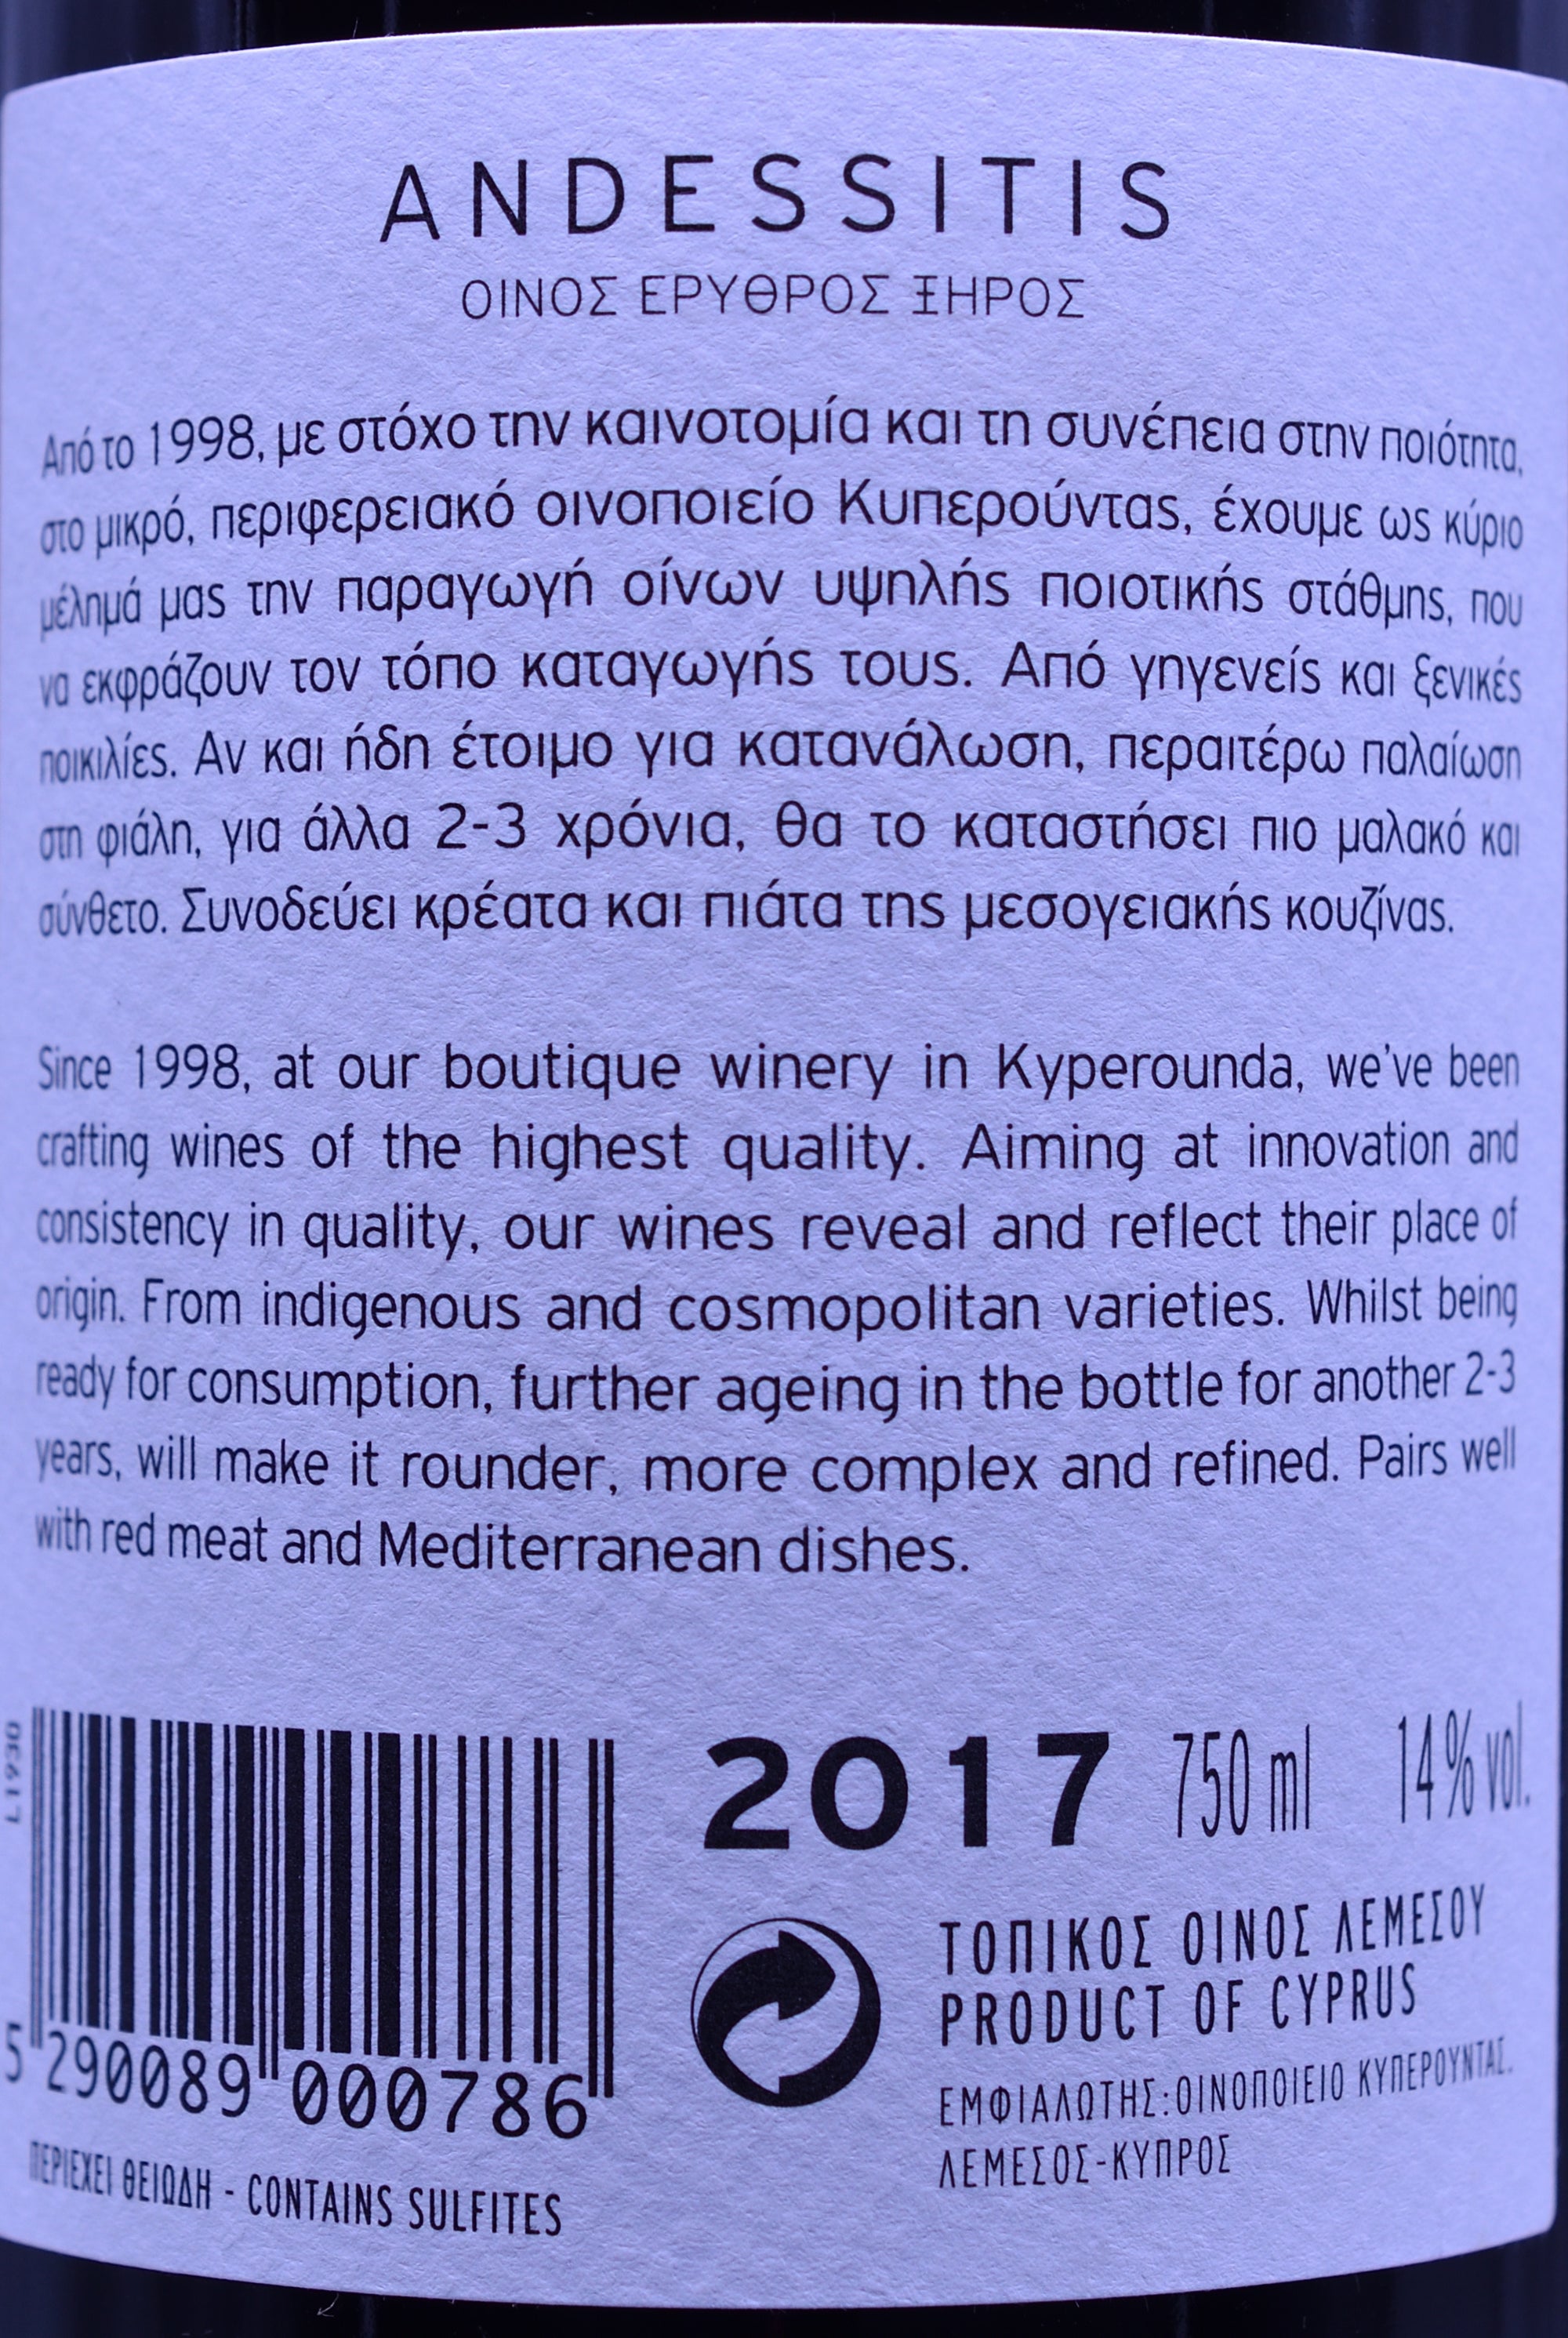 ANDESSITIS
ΟΙΝΟΣ ΕΡΥΘΡΟΣ ΞΗΡΟΣ
Από το 1998, με στόχο την καινοτομία και τη συνέπεια στην ποιότητα,
στο μικρό, περιφερειακό οινοποιείο Κυπερούντας, έχουμε ως κύριο
μέλημά μας την παραγωγή οίνων υψηλής ποιοτικής στάθμης, που
να εκφράζουν τον τόπο καταγωγής τους. Από γηγενείς και ξενικές
ποικιλίες. Αν και ήδη έτοιμο για κατανάλωση, περαιτέρω παλαίωση
στη φιάλη, για άλλα 2-3 χρόνια, θα το καταστήσει πιο μαλακό και
σύνθετο. Συνοδεύει κρέατα και πιάτα της μεσογειακής κουζίνας.
Since 1998, at our boutique winery in Kyperounda, we've been
crafting wines of the highest quality. Aiming at innovation and
consistency in quality, our wines reveal and reflect their place of
origin. From indigenous and cosmopolitan varieties. Whilst being
ready for consumption, further ageing in the bottle for another 2-3
years, will make it rounder, more complex and refined. Pairs well
with red meat and Mediterranean dishes.
L1930
5 290089 000786
ΠΕΡΙΕΧΕΙ ΘΕΙΩΔΗ - CONTAINS SULFITES
2017 750 ml 14% vol.
ΤΟΠΙΚΟΣ ΟΙΝΟΣ ΛΕΜΕΣΟΥ
PRODUCT OF CYPRUS
ΕΜΦΙΑΛΩΤΗΣ:ΟΙΝΟΠΟΙΕΙΟ ΚΥΠΕΡΟΥΝΤΑΣ.
ΛΕΜΕΣΟΣ-ΚΥΠΡΟΣ